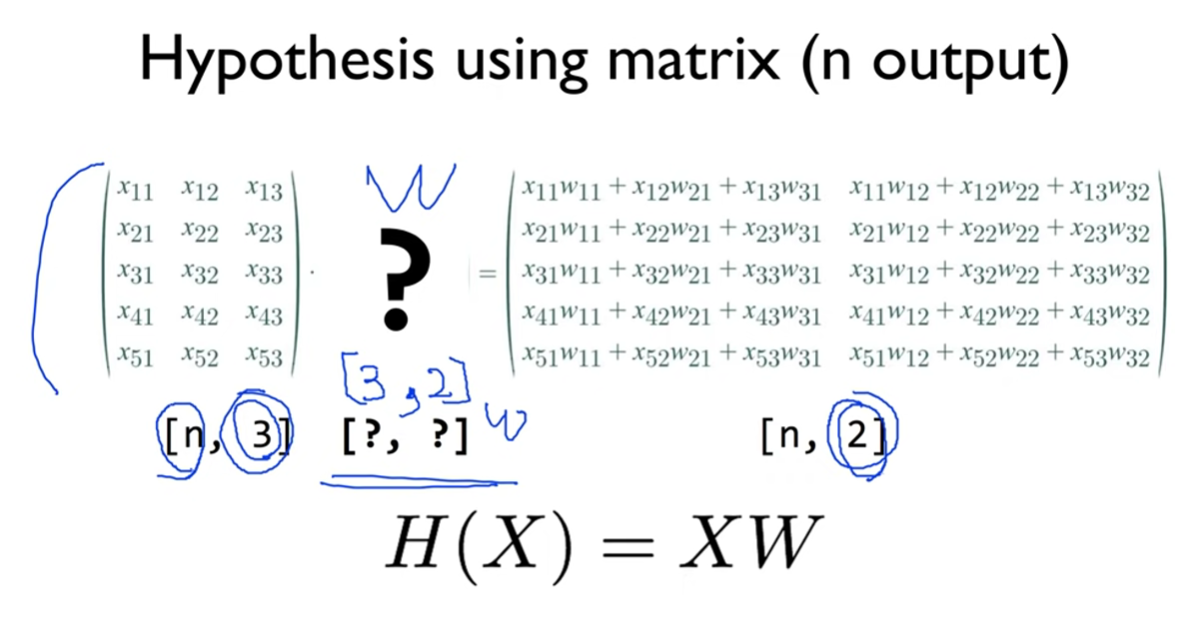 Hypothesis using matrix (n output)
W
x11 x12 x13
x21 x22 x23
x31 x32 x33
x41 x42 x43
x51 x52 x53
·
?
=
x11w11 + x12w21 + x13w31 x11w12 + x12w22 + x13w32
x21w11 + x22w21 + x23w31 x21w12 + x22w22 + x23w32
x31w11 + x32w21 + x33w31 x31w12 + x32w22 + x33w32
x41w11 + x42w21 + x43w31 x41w12 + x42w22 + x43w32
x51w11 + x52w21 + x53w31 x51w12 + x52w22 + x53w32
[3,2]
[n, 3] [?, ?] W [n, 2]
H(X) = XW